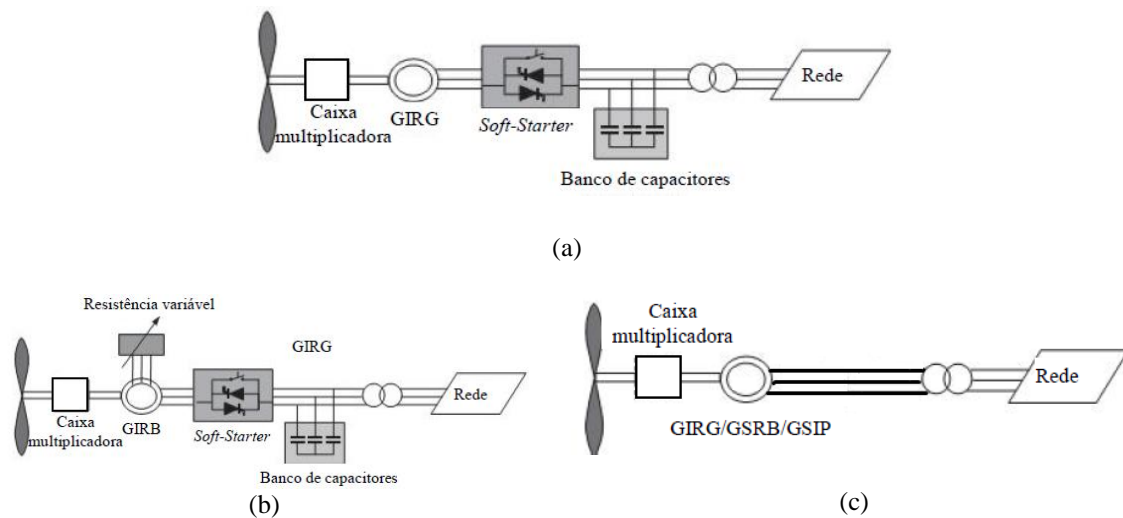 Caixa
multiplicadora
GIRG
Soft-Starter
Banco de capacitores
Rede
(a)
Resistência variável
Caixa
multiplicadora
GIRB
Soft-Starter
GIRG
Banco de capacitores
Rede
(b)
Caixa
multiplicadora
GIRG/GSRB/GSIP
Rede
(c)